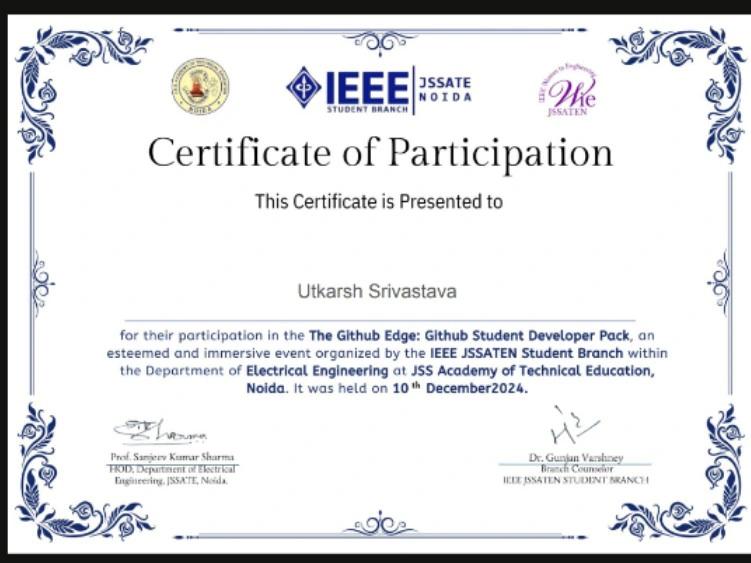 NOIDA
IEEE
STUDENT BRANCH
JSSATE
NOIDA
IEEE Women in Engineering
Wie
JSSATEN
Certificate of Participation
This Certificate is Presented to
Utkarsh Srivastava
for their participation in the The Github Edge: Github Student Developer Pack, an
esteemed and immersive event organized by the IEEE JSSATEN Student Branch within
the Department of Electrical Engineering at JSS Academy of Technical Education,
Noida. It was held on 10 th December2024.
Prof. Sanjeev Kumar Sharma
HOD, Department of Electrical
Engineering, JSSATE, Noida.
Dr. Gunjan Varshney
Branch Counselor
IEEE JSSATEN STUDENT BRANCH